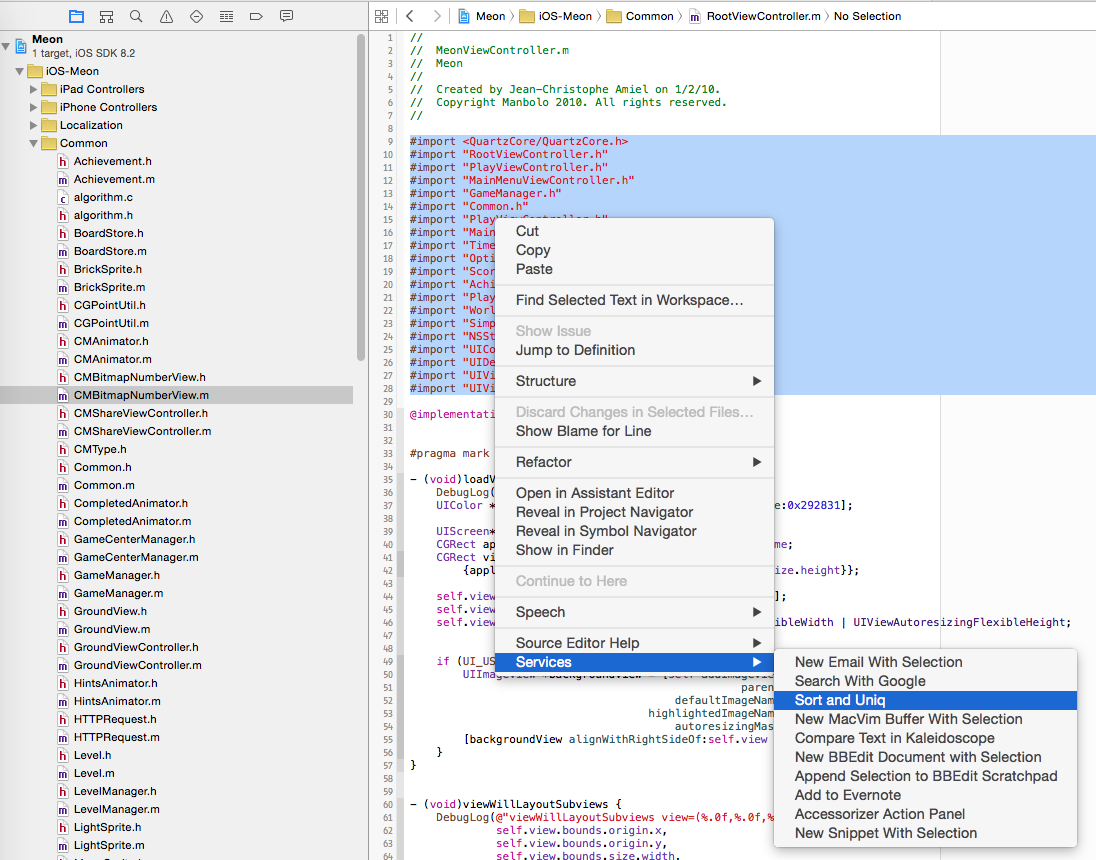 Meon
1 target, iOS SDK 8.2
iOS-Meon
iPad Controllers
iPhone Controllers
Localization
Common
Achievement.h
Achievement.m
algorithm.c
algorithm.h
BoardStore.h
BoardStore.m
BrickSprite.h
BrickSprite.m
CGPointUtil.h
CGPointUtil.m
CMAnimator.h
CMAnimator.m
CMBitmapNumberView.h
CMBitmapNumberView.m
CMShareViewController.h
CMShareViewController.m
CMType.h
Common.h
Common.m
CompletedAnimator.h
CompletedAnimator.m
GameCenterManager.h
GameCenterManager.m
GameManager.h
GameManager.m
GroundView.h
GroundView.m
GroundViewController.h
GroundViewController.m
HintsAnimator.h
HintsAnimator.m
HTTPRequest.h
HTTPRequest.m
Level.h
Level.m
LevelManager.h
LevelManager.m
LightSprite.h
LightSprite.m
Meon iOS-Meon Common RootViewController.m No Selection
1 //
2 // MeonViewController.m
3 // Meon
4 //
5 // Created by Jean-Christophe Amiel on 1/2/10.
6 // Copyright Manbolo 2010. All rights reserved.
7 //
8
9 #import <QuartzCore/QuartzCore.h>
10 #import "RootViewController.h"
11 #import "PlayViewController.h"
12 #import "MainMenuViewController.h"
13 #import "GameManager.h"
14 #import "Common.h"
15 #import "PlayViewController.h"
16 #import "Main
17 #import "Time
18 #import "Opti
19 #import "Scor
20 #import "Achi
21 #import "Play
22 #import "Worl
23 #import "Simp
24 #import "NSSt
25 #import "UICo
26 #import "UIDe
27 #import "UIVi
28 #import "UIVi
29
30 @implementati
31
32
33 #pragma mark
34
35 - (void)loadV
36 DebugLog(
37 UIColor * e:0x292831];
38
39 UIScreen*
40 CGRect ap me;
41 CGRect vi
42 {appl ize.height}};
43
44 self.view ];
45 self.view
46 self.view ibleWidth | UIViewAutoresizingFlexibleHeight;
47
48
49 if (UI_US
50 UIImageView *backgroundView = [self addImageVie
51 paren
52 defaultImageNam
53 highlightedImageNam
54 autoresizingMas
55 [backgroundView alignWithRightSideOf:self.view
56 }
57 }
58
59
60 - (void)viewWillLayoutSubviews {
61 DebugLog(@"viewWillLayoutSubviews view=(%.0f,%.0f,%
62 self.view.bounds.origin.x,
63 self.view.bounds.origin.y,
64 self.view.bounds.size.width,
Cut
Copy
Paste
Find Selected Text in Workspace...
Show Issue
Jump to Definition
Structure
Discard Changes in Selected Files...
Show Blame for Line
Refactor
Open in Assistant Editor
Reveal in Project Navigator
Reveal in Symbol Navigator
Show in Finder
Continue to Here
Speech
Source Editor Help
Services
New Email With Selection
Search With Google
Sort and Uniq
New MacVim Buffer With Selection
Compare Text in Kaleidoscope
New BBEdit Document with Selection
Append Selection to BBEdit Scratchpad
Add to Evernote
Accessorizer Action Panel
New Snippet With Selection